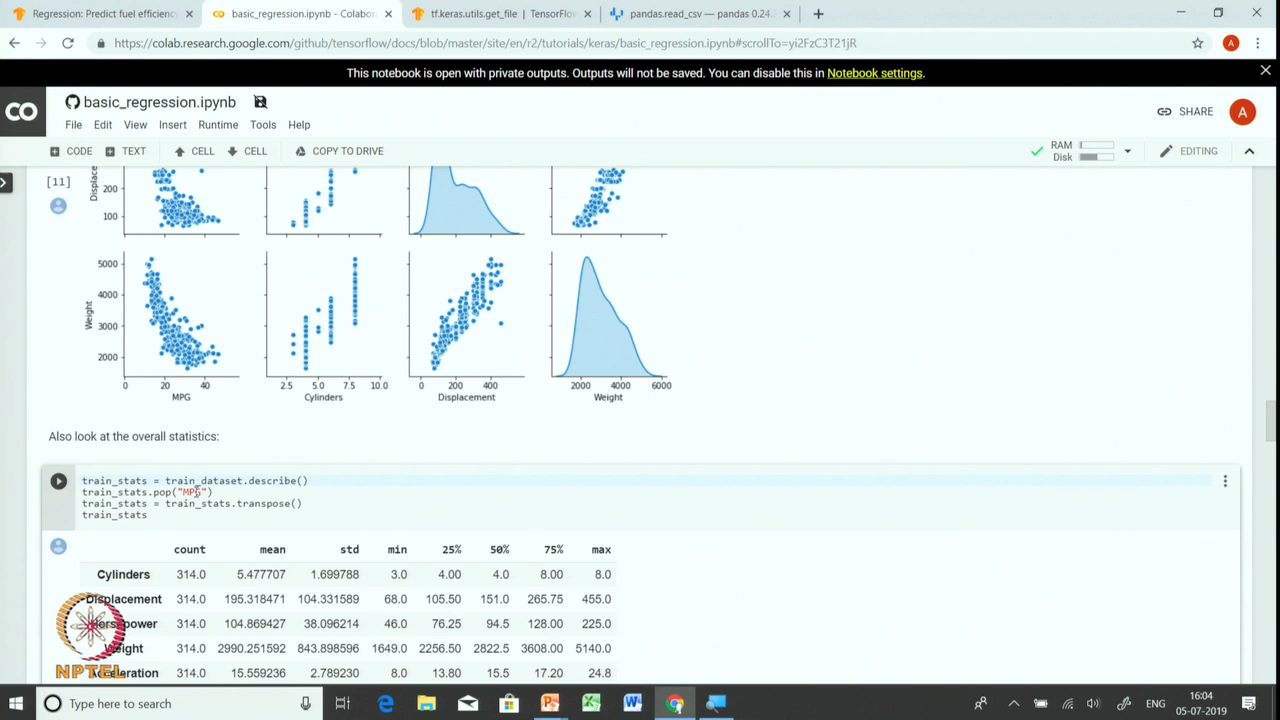 Regression: Predict fuel efficiency
basic_regression.ipynb - Colabor
tf.keras.utils.get_file | TensorFlow
pandas.read_csv — pandas 0.24.
https://colab.research.google.com/github/tensorflow/docs/blob/master/site/en/r2/tutorials/keras/basic_regression.ipynb#scrollTo=yi2FzC3T21jR
A
This notebook is open with private outputs. Outputs will not be saved. You can disable this in Notebook settings.
CO
basic_regression.ipynb
SHARE
A
File Edit View Insert Runtime Tools Help
CODE TEXT CELL CELL COPY TO DRIVE
RAM
Disk
EDITING
[11]
Displace
200
100
5000
4000
3000
2000
Weight
0 20 40
2.5 5.0 7.5 10.0
0 200 400
2000 4000 6000
MPG
Cylinders
Displacement
Weight
Also look at the overall statistics:
train_stats = train_dataset.describe()
train_stats.pop("MPG")
train_stats = train_stats.transpose()
train_stats
count mean std min 25% 50% 75% max
Cylinders 314.0 5.477707 1.699788 3.0 4.00 4.0 8.00 8.0
Displacement 314.0 195.318471 104.331589 68.0 105.50 151.0 265.75 455.0
Horsepower 314.0 104.869427 38.096214 46.0 76.25 94.5 128.00 225.0
Weight 314.0 2990.251592 843.898596 1649.0 2256.50 2822.5 3608.00 5140.0
Acceleration 314.0 15.559236 2.789230 8.0 13.80 15.5 17.20 24.8
NPTEL
Type here to search
ENG
16:04
05-07-2019